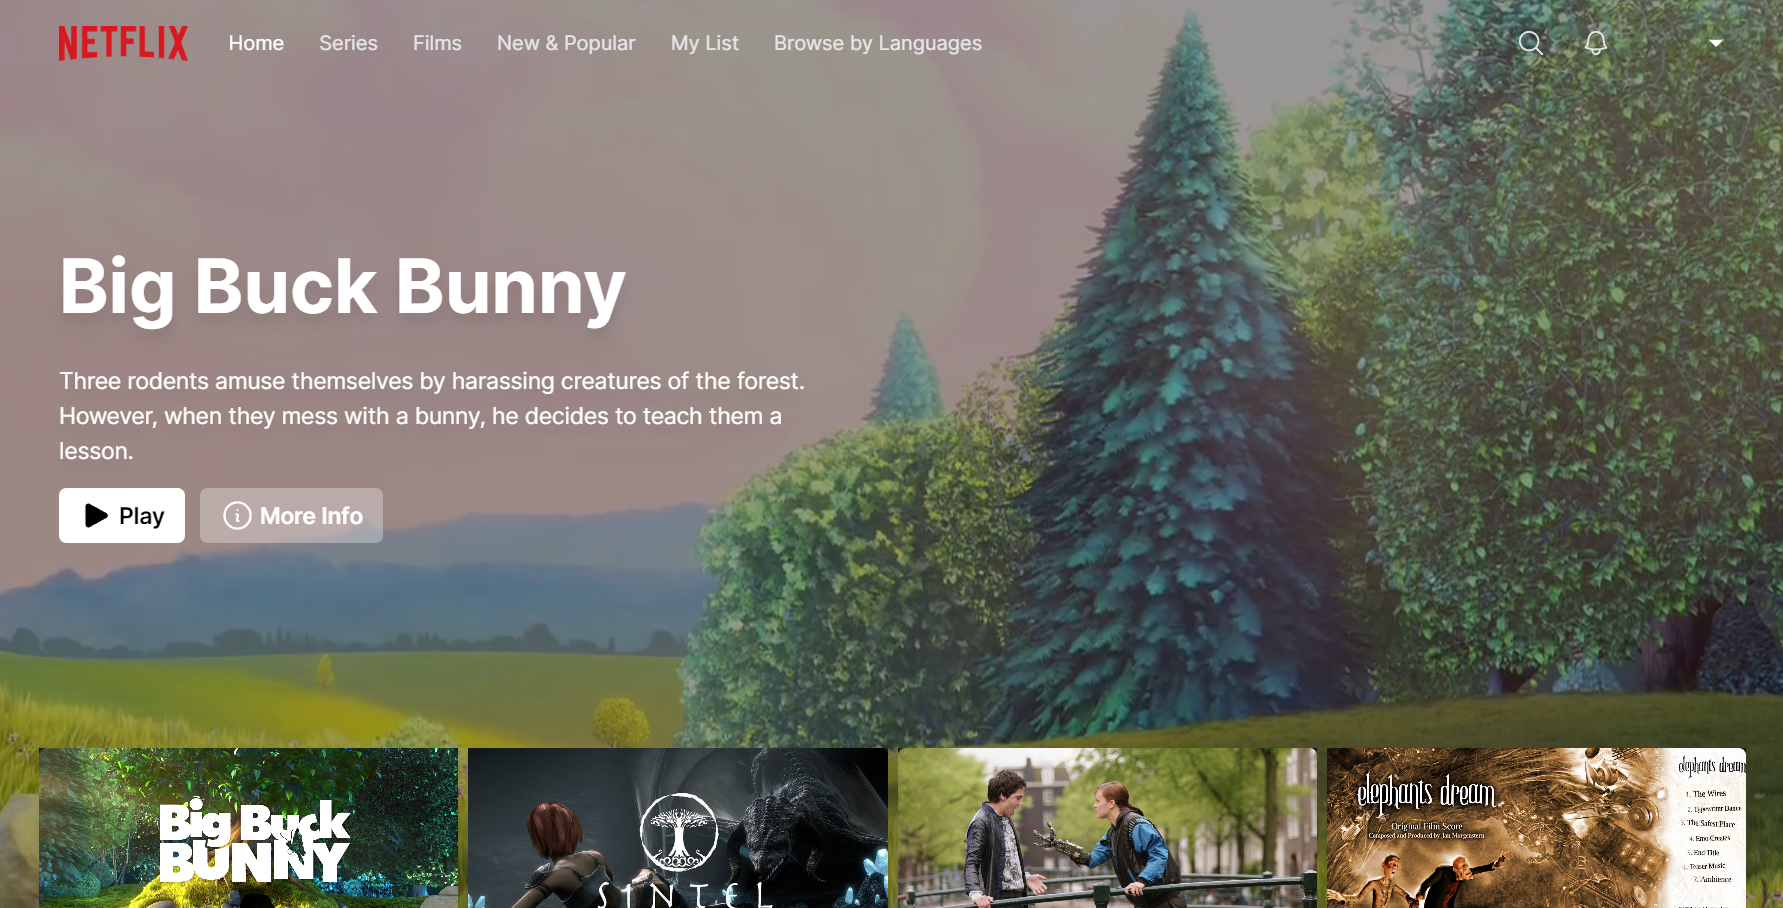 NETFLIX
Home
Series
Films
New & Popular
My List
Browse by Languages
Big Buck Bunny
Three rodents amuse themselves by harassing creatures of the forest.
However, when they mess with a bunny, he decides to teach them a
lesson.
Play
More Info
Big Buck
BUNNY
SINTEL
elephants dream
Original Film Score
Composed and Produced by Jan Morgenstern
elephants dream
1. The Wires
2. Typewriter Dance
3. The Safest Place
4. Emo Creates
5. End Title
6. Teaser Music
7. Ambience